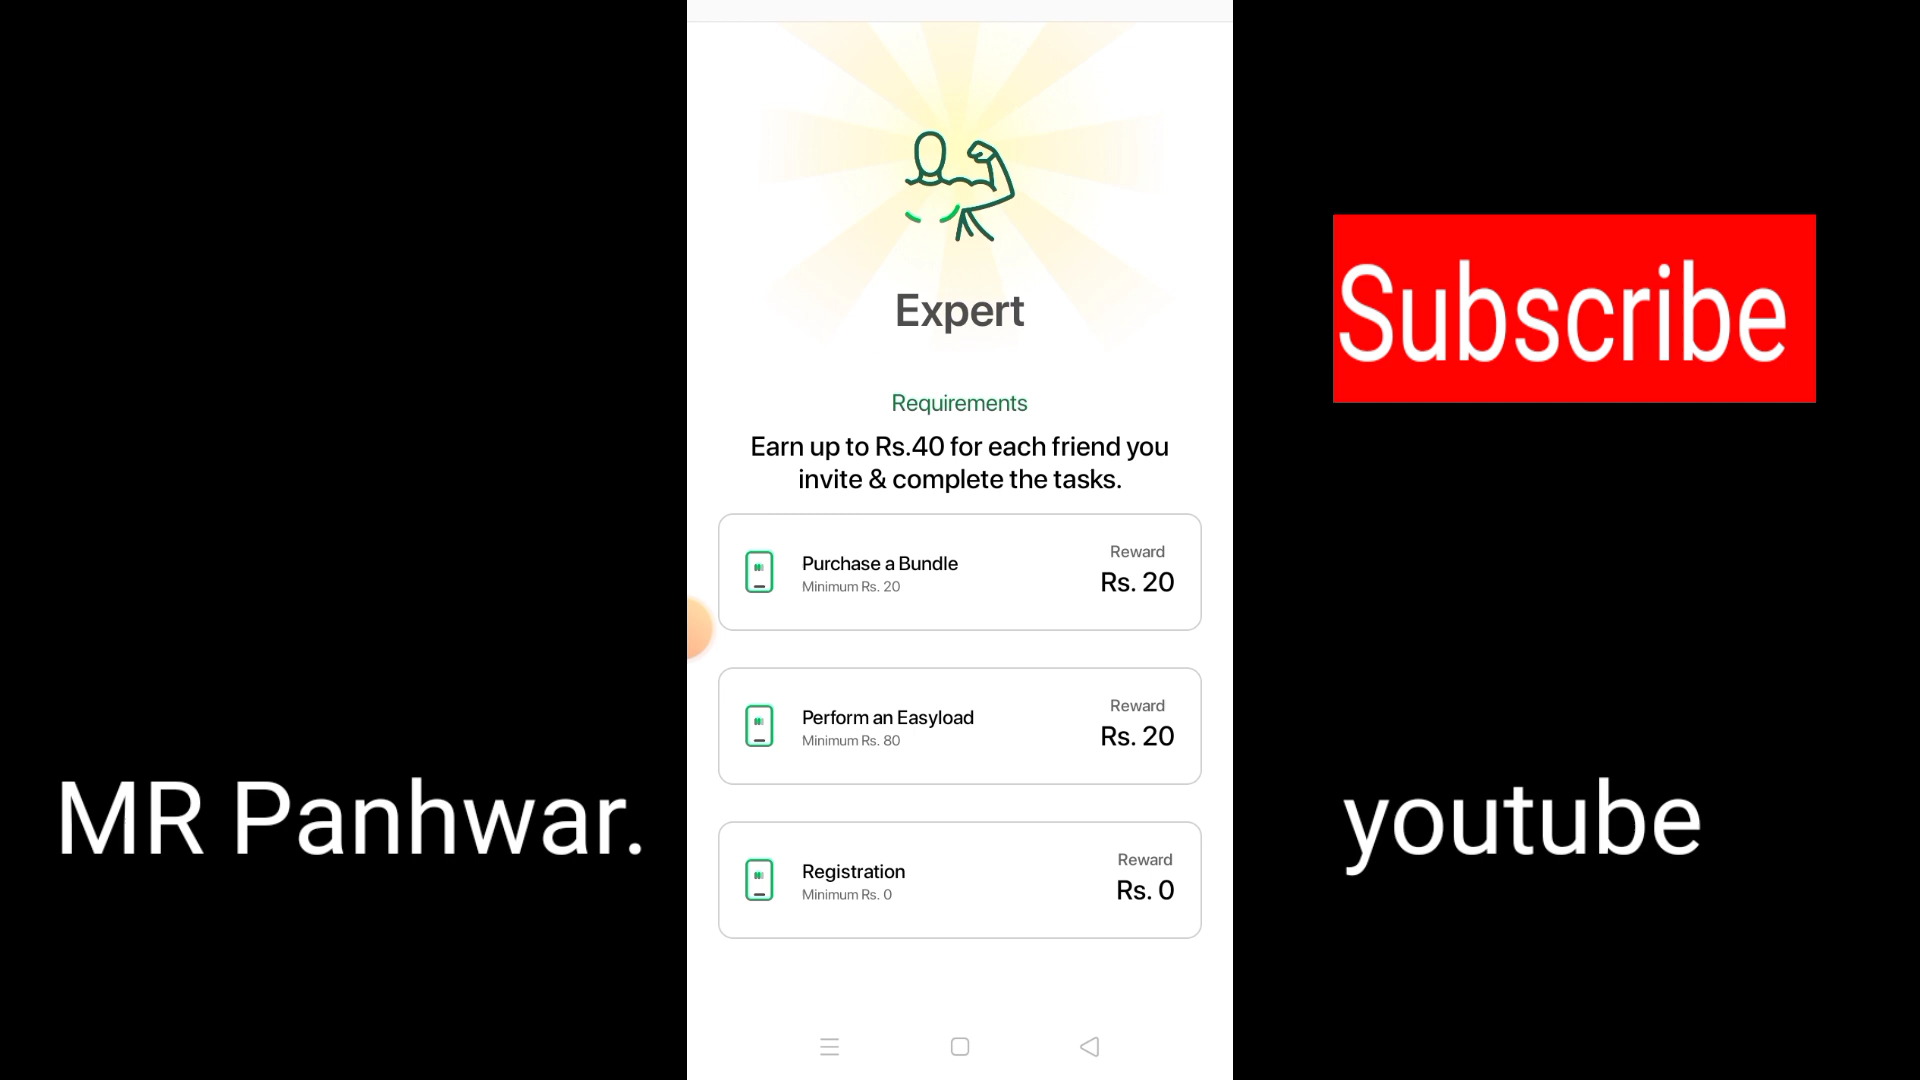 Expert
Requirements
Earn up to Rs.40 for each friend you
invite & complete the tasks.
Purchase a Bundle
Minimum Rs. 20
Reward
Rs. 20
Perform an Easyload
Minimum Rs. 80
Reward
Rs. 20
Registration
Minimum Rs. 0
Reward
Rs. 0
Subscribe
MR Panhwar.
youtube